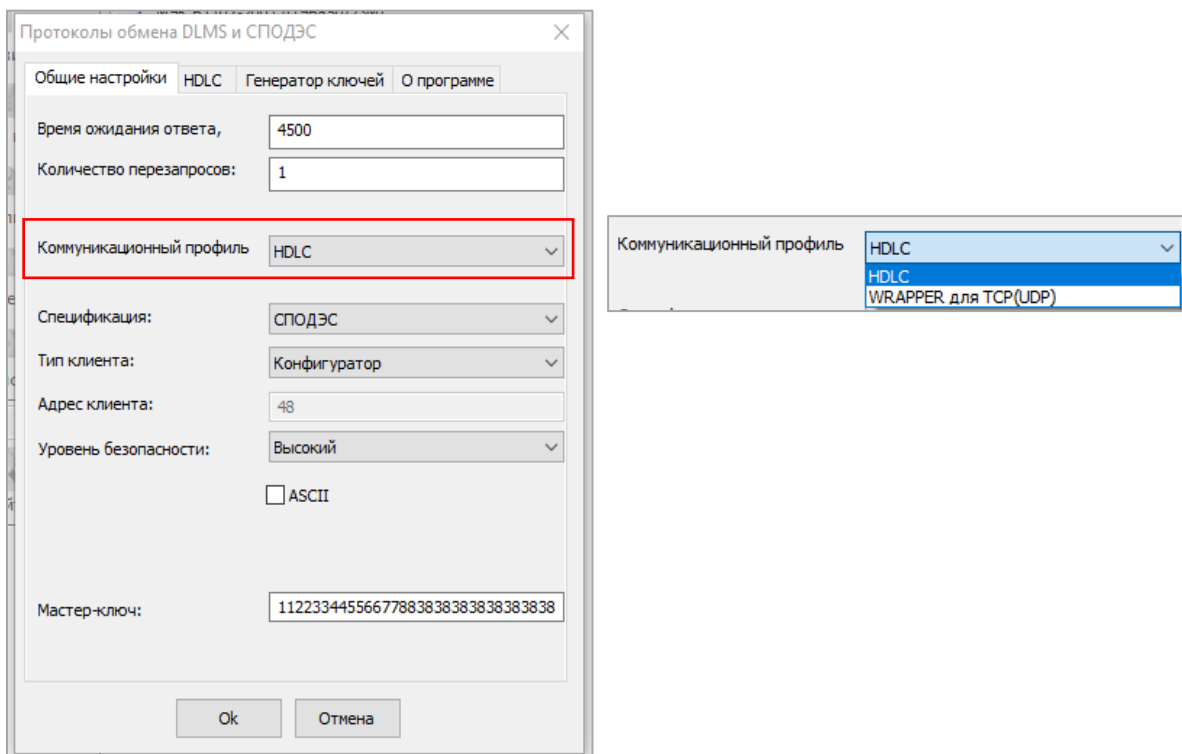 Протоколы обмена DLMS и СПОДЭС
Общие настройки HDLC Генератор ключей О программе
Время ожидания ответа, 4500
Количество перезапросов: 1
Коммуникационный профиль HDLC
Спецификация: СПОДЭС
Тип клиента: Конфигуратор
Адрес клиента: 48
Уровень безопасности: Высокий
ASCII
Мастер-ключ: 11223344556677883838383838383838
Ok Отмена
Коммуникационный профиль HDLC
HDLC
WRAPPER для TCP(UDP)